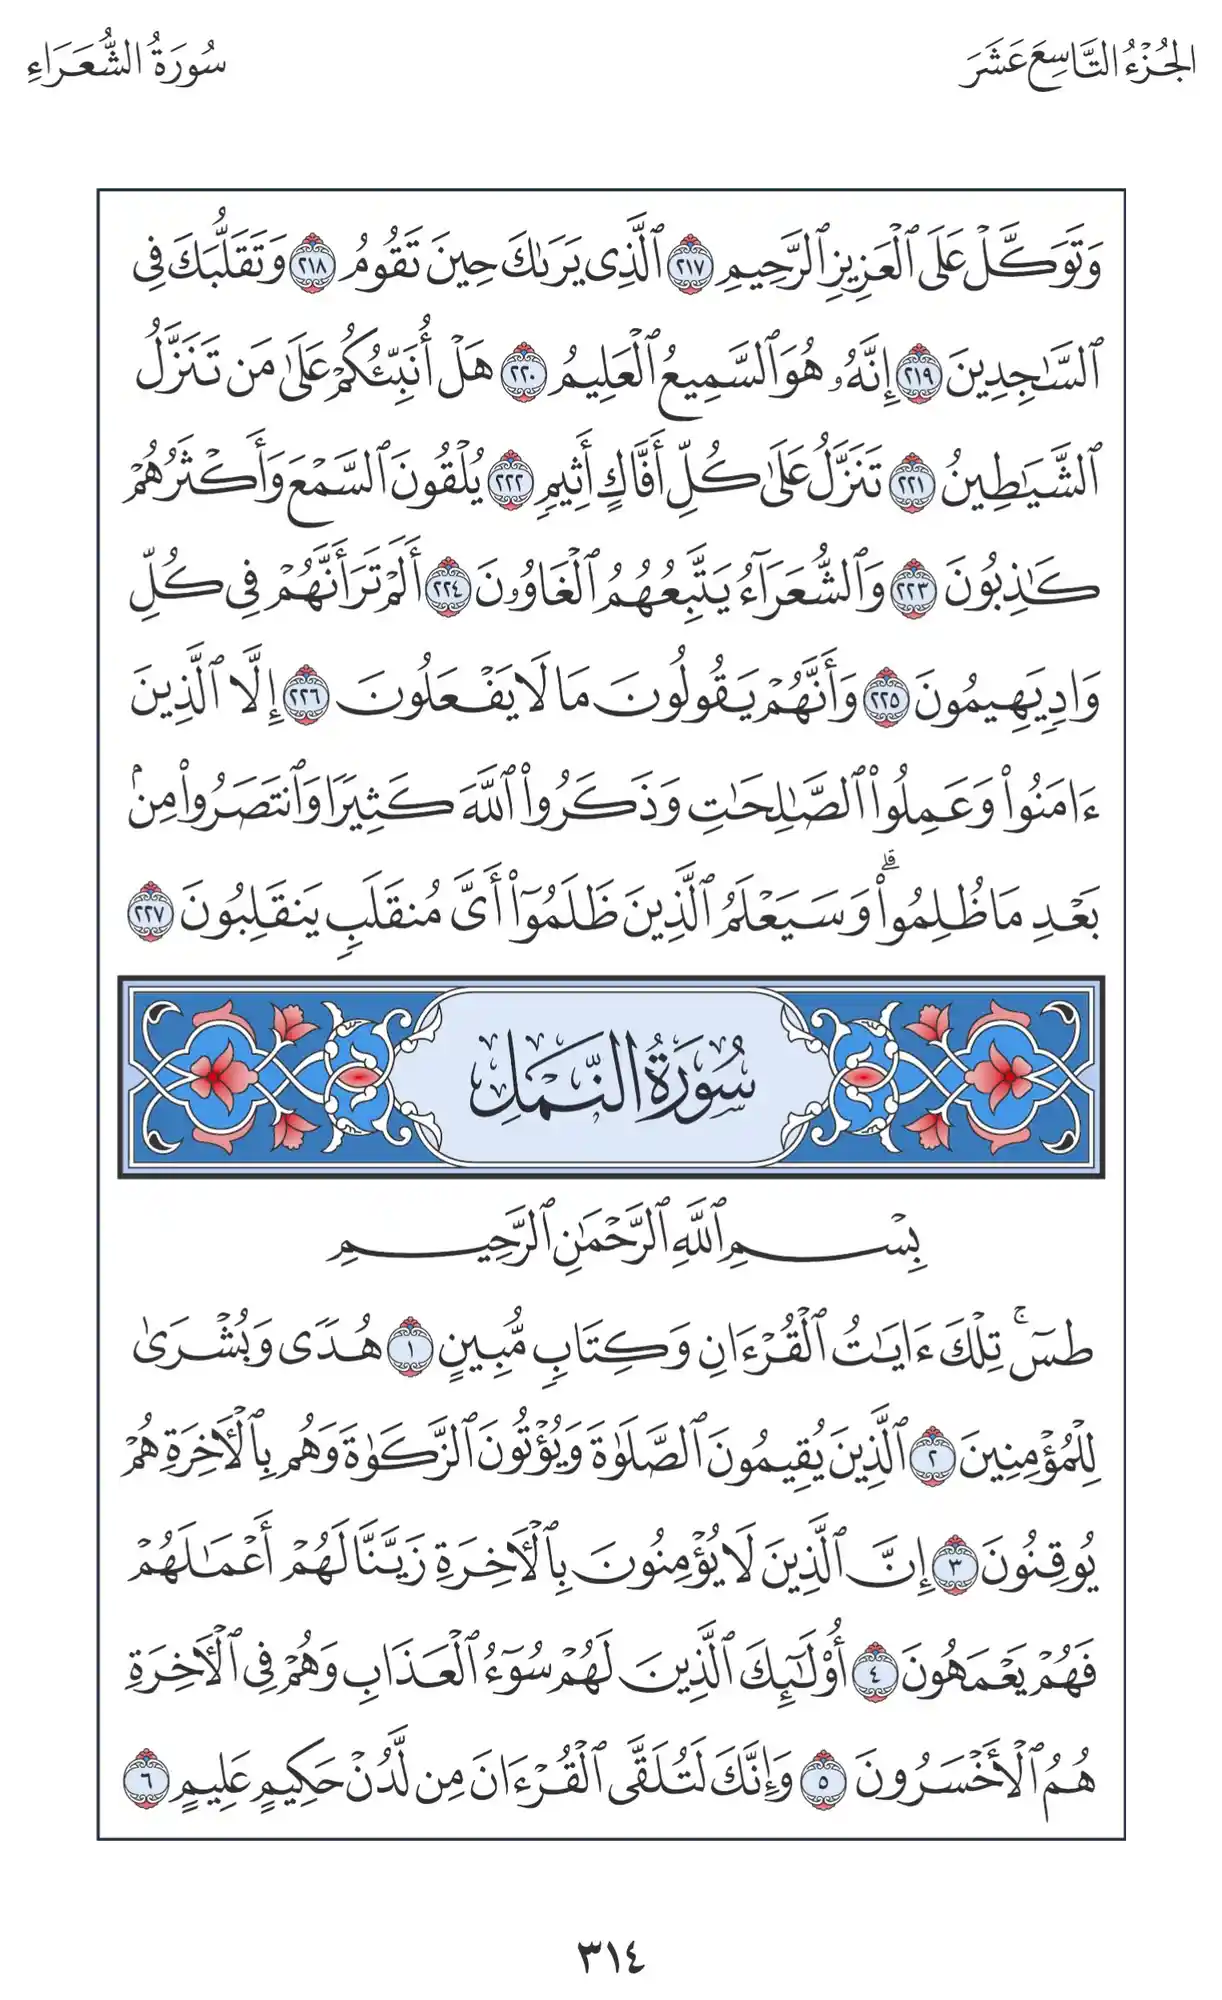 الجُزْءُ التَّاسِعَ عَشَرَ
سُورَةُ الشُّعَرَاءِ
وَتَوَكَّلْ عَلَى ٱلْعَزِيزِ ٱلرَّحِيمِ ٢١٧ ٱلَّذِى يَرَىٰكَ حِينَ تَقُومُ ٢١٨ وَتَقَلُّبَكَ فِى
ٱلسَّٰجِدِينَ ٢١٩ إِنَّهُۥ هُوَ ٱلسَّمِيعُ ٱلْعَلِيمُ ٢٢٠ هَلْ أُنَبِّئُكُمْ عَلَىٰ مَن تَنَزَّلُ
ٱلشَّيَٰطِينُ ٢٢١ تَنَزَّلُ عَلَىٰ كُلِّ أَفَّاكٍ أَثِيمٍ ٢٢٢ يُلْقُونَ ٱلسَّمْعَ وَأَكْثَرُهُمْ
كَٰذِبُونَ ٢٢٣ وَٱلشُّعَرَآءُ يَتَّبِعُهُمُ ٱلْغَاوُۥنَ ٢٢٤ أَلَمْ تَرَ أَنَّهُمْ فِى كُلِّ
وَادٍ يَهِيمُونَ ٢٢٥ وَأَنَّهُمْ يَقُولُونَ مَا لَا يَفْعَلُونَ ٢٢٦ إِلَّا ٱلَّذِينَ
ءَامَنُوا۟ وَعَمِلُوا۟ ٱلصَّٰلِحَٰتِ وَذَكَرُوا۟ ٱللَّهَ كَثِيرًا وَٱنتَصَرُوا۟ مِنۢ
بَعْدِ مَا ظُلِمُوا۟ ۗ وَسَيَعْلَمُ ٱلَّذِينَ ظَلَمُوٓا۟ أَىَّ مُنقَلَبٍ يَنقَلِبُونَ ٢٢٧
سُورَةُ النَّمْلِ
بِسْمِ ٱللَّهِ ٱلرَّحْمَٰنِ ٱلرَّحِيمِ
طسٓ ۚ تِلْكَ ءَايَٰتُ ٱلْقُرْءَانِ وَكِتَابٍ مُّبِينٍ ١ هُدًى وَبُشْرَىٰ
لِلْمُؤْمِنِينَ ٢ ٱلَّذِينَ يُقِيمُونَ ٱلصَّلَوٰةَ وَيُؤْتُونَ ٱلزَّكَوٰةَ وَهُم بِٱلْءَاخِرَةِ هُمْ
يُوقِنُونَ ٣ إِنَّ ٱلَّذِينَ لَا يُؤْمِنُونَ بِٱلْءَاخِرَةِ زَيَّنَّا لَهُمْ أَعْمَٰلَهُمْ
فَهُمْ يَعْمَهُونَ ٤ أُو۟لَٰٓئِكَ ٱلَّذِينَ لَهُمْ سُوٓءُ ٱلْعَذَابِ وَهُمْ فِى ٱلْءَاخِرَةِ
هُمُ ٱلْأَخْسَرُونَ ٥ وَإِنَّكَ لَتُلَقَّى ٱلْقُرْءَانَ مِن لَّدُنْ حَكِيمٍ عَلِيمٍ ٦
٣١٤